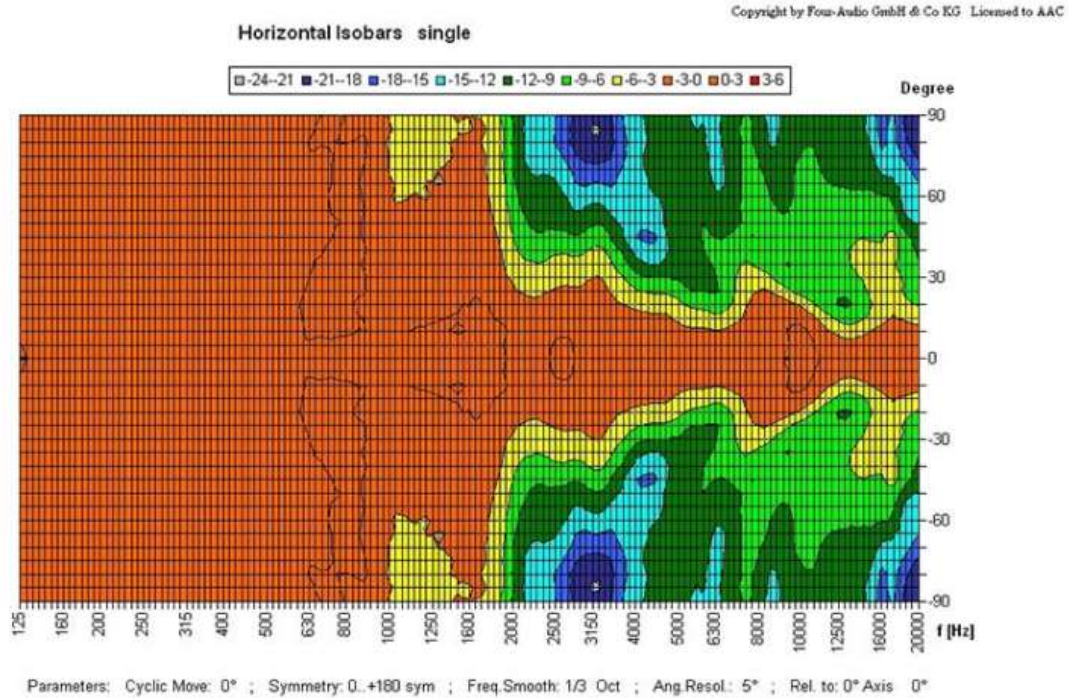 Copyright by Four-Audio GmbH & Co KG Licensed to AAC
Horizontal Isobars single
-24--21 -21--18 -18--15 -15--12 -12--9 -9--6 -6--3 -3-0 0-3 3-6
Degree
90
60
30
0
-30
-60
-90
125 160 200 250 315 400 500 630 800 1000 1250 1600 2000 2500 3150 4000 5000 6300 8000 10000 12500 16000 20000 f [Hz]
Parameters: Cyclic Move: 0° ; Symmetry: 0..+180 sym ; Freq.Smooth: 1/3 Oct ; Ang.Resol.: 5° ; Rel. to: 0° Axis 0°